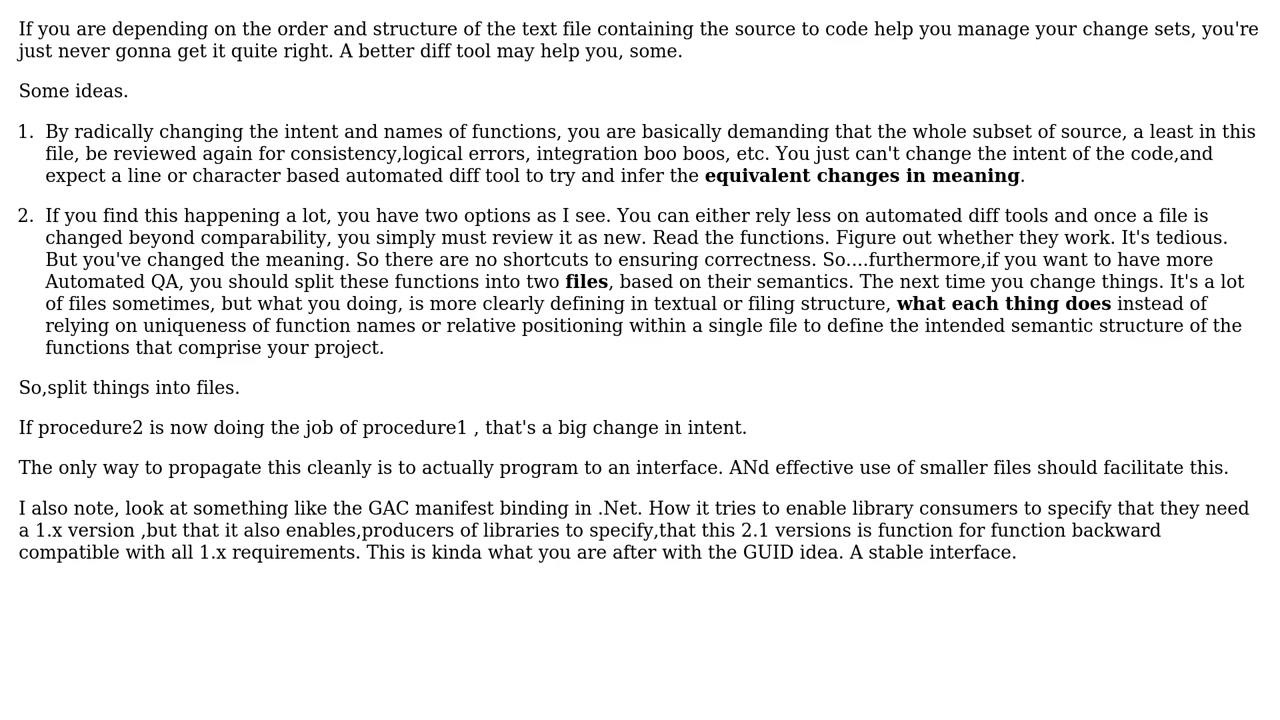 If you are depending on the order and structure of the text file containing the source to code help you manage your change sets, you're
just never gonna get it quite right. A better diff tool may help you, some.
Some ideas.
1. By radically changing the intent and names of functions, you are basically demanding that the whole subset of source, a least in this
file, be reviewed again for consistency,logical errors, integration boo boos, etc. You just can't change the intent of the code,and
expect a line or character based automated diff tool to try and infer the equivalent changes in meaning.
2. If you find this happening a lot, you have two options as I see. You can either rely less on automated diff tools and once a file is
changed beyond comparability, you simply must review it as new. Read the functions. Figure out whether they work. It's tedious.
But you've changed the meaning. So there are no shortcuts to ensuring correctness. So....furthermore,if you want to have more
Automated QA, you should split these functions into two files, based on their semantics. The next time you change things. It's a lot
of files sometimes, but what you doing, is more clearly defining in textual or filing structure, what each thing does instead of
relying on uniqueness of function names or relative positioning within a single file to define the intended semantic structure of the
functions that comprise your project.
So,split things into files.
If procedure2 is now doing the job of procedure1 , that's a big change in intent.
The only way to propagate this cleanly is to actually program to an interface. ANd effective use of smaller files should facilitate this.
I also note, look at something like the GAC manifest binding in .Net. How it tries to enable library consumers to specify that they need
a 1.x version ,but that it also enables,producers of libraries to specify,that this 2.1 versions is function for function backward
compatible with all 1.x requirements. This is kinda what you are after with the GUID idea. A stable interface.